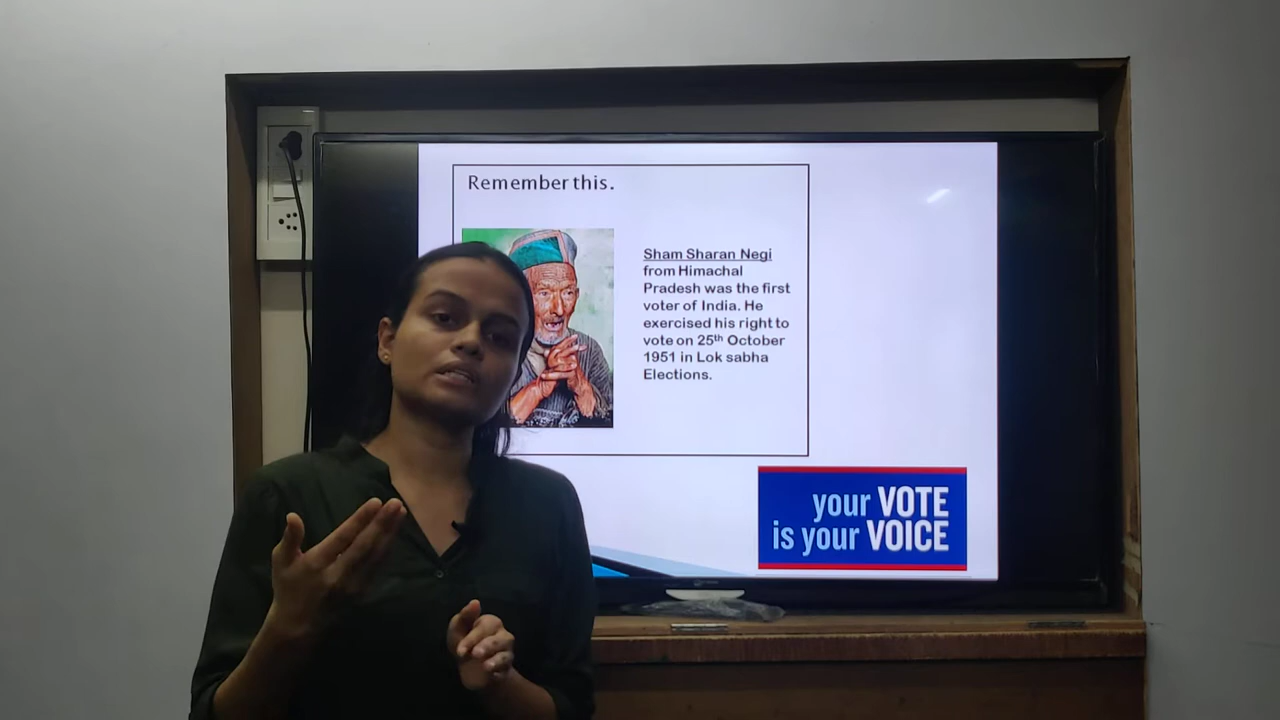 Remember this.
Sham Sharan Negi
from Himachal
Pradesh was the first
voter of India. He
exercised his right to
vote on 25th October
1951 in Lok sabha
Elections.
your VOTE
is your VOICE